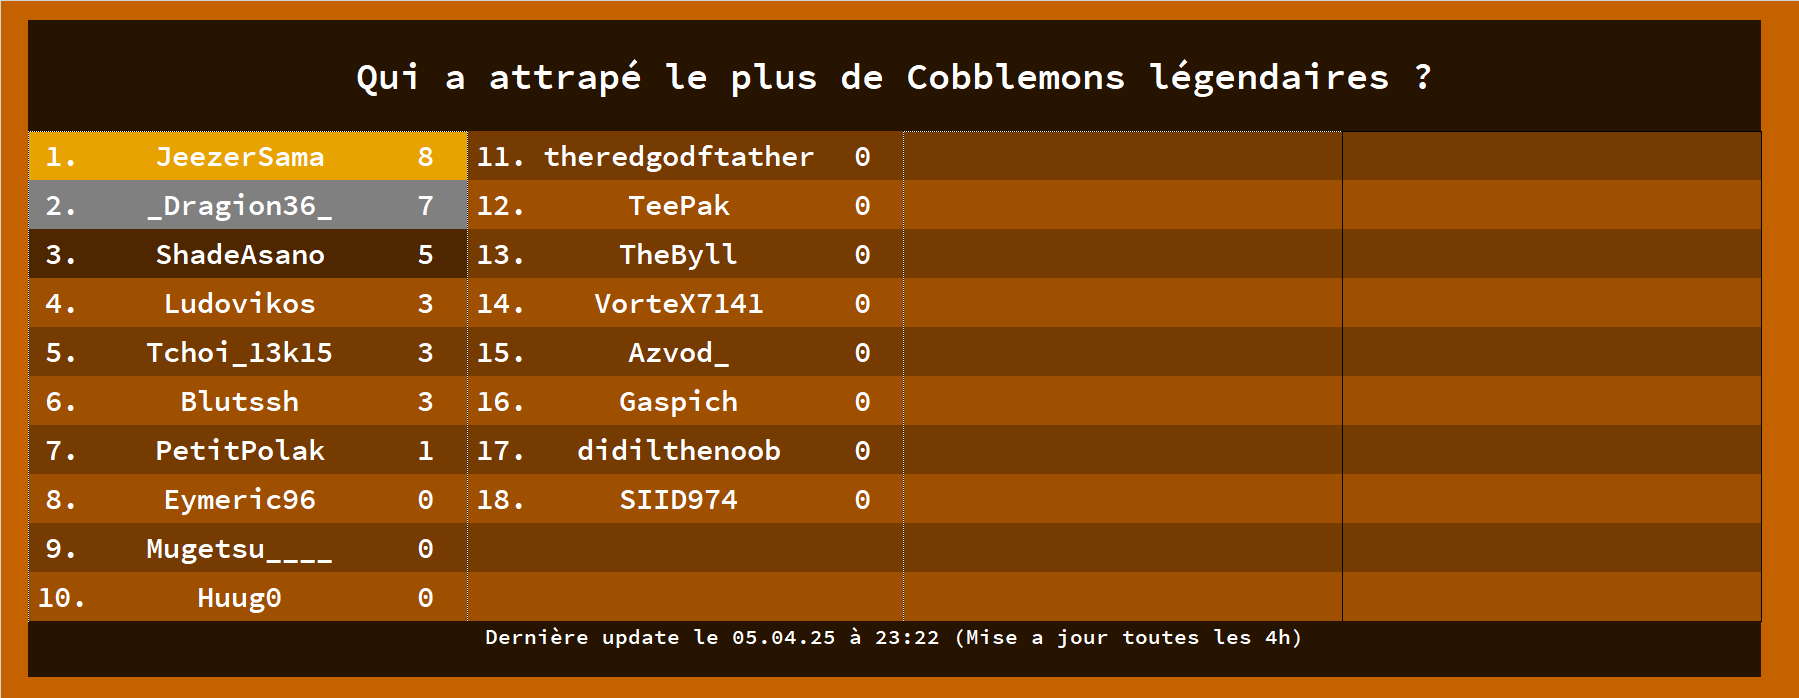 Qui a attrapé le plus de Cobblemons légendaires ?
1. JeezerSama 8
2. _Dragion36_ 7
3. ShadeAsano 5
4. Ludovikos 3
5. Tchoi_13k15 3
6. Blutssh 3
7. PetitPolak 1
8. Eymeric96 0
9. Mugetsu____ 0
10. Huug0 0
11. theredgodftather 0
12. TeePak 0
13. TheByll 0
14. VorteX7141 0
15. Azvod_ 0
16. Gaspich 0
17. didilthenoob 0
18. SIID974 0
Dernière update le 05.04.25 à 23:22 (Mise a jour toutes les 4h)